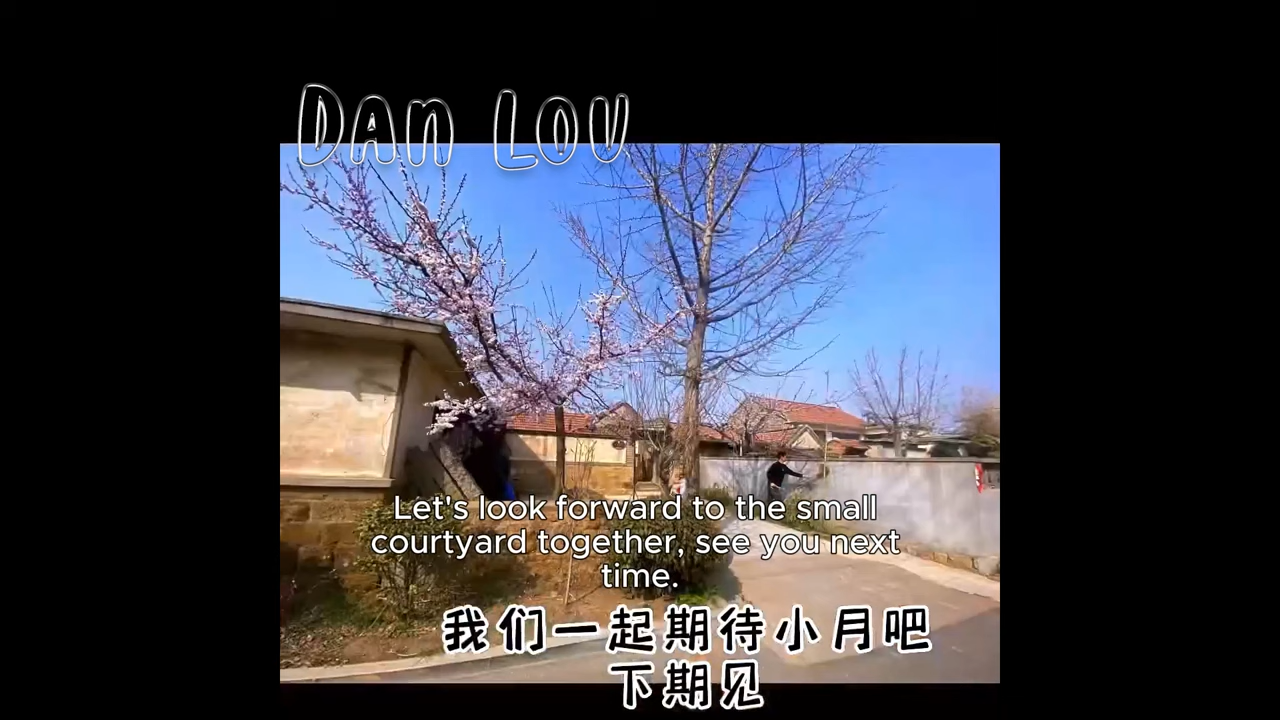 Dan Lou
Let's look forward to the small
courtyard together, see you next
time.
我们一起期待小月吧
下期见